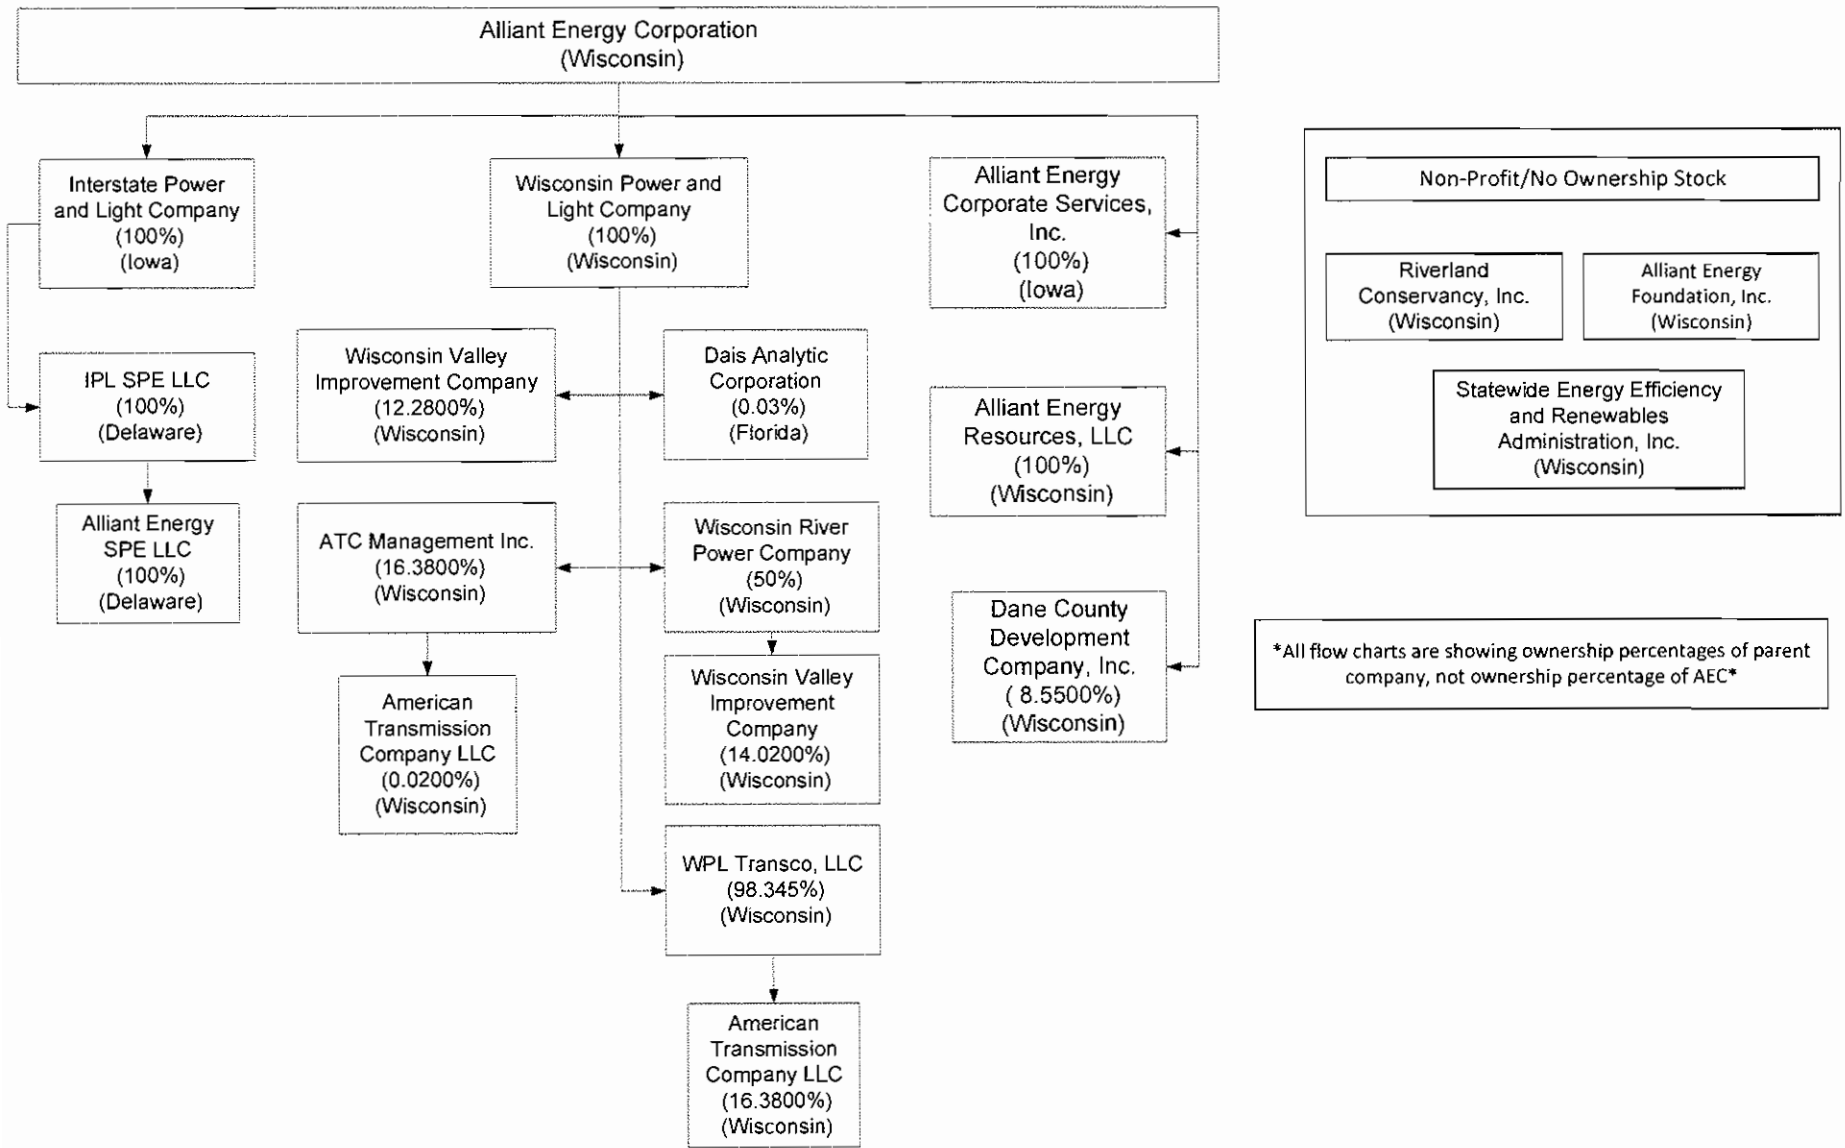 Alliant Energy Corporation
(Wisconsin)
Interstate Power
and Light Company
(100%)
(Iowa)
Wisconsin Power and
Light Company
(100%)
(Wisconsin)
Alliant Energy
Corporate Services,
Inc.
(100%)
(Iowa)
Non-Profit/No Ownership Stock
Riverland
Conservancy, Inc.
(Wisconsin)
Alliant Energy
Foundation, Inc.
(Wisconsin)
Statewide Energy Efficiency
and Renewables
Administration, Inc.
(Wisconsin)
IPL SPE LLC
(100%)
(Delaware)
Wisconsin Valley
Improvement Company
(12.2800%)
(Wisconsin)
Dais Analytic
Corporation
(0.03%)
(Florida)
Alliant Energy
Resources, LLC
(100%)
(Wisconsin)
Alliant Energy
SPE LLC
(100%)
(Delaware)
ATC Management Inc.
(16.3800%)
(Wisconsin)
Wisconsin River
Power Company
(50%)
(Wisconsin)
Dane County
Development
Company, Inc.
( 8.5500%)
(Wisconsin)
*All flow charts are showing ownership percentages of parent
company, not ownership percentage of AEC*
American
Transmission
Company LLC
(0.0200%)
(Wisconsin)
Wisconsin Valley
Improvement
Company
(14.0200%)
(Wisconsin)
WPL Transco, LLC
(98.345%)
(Wisconsin)
American
Transmission
Company LLC
(16.3800%)
(Wisconsin)